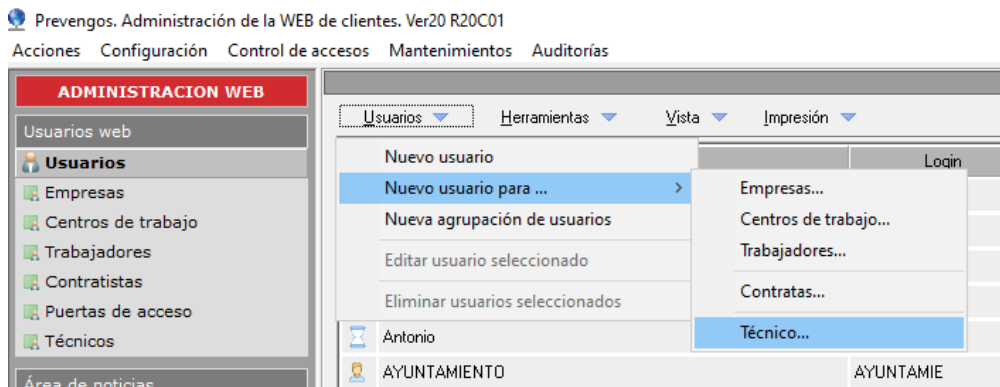 Prevengos. Administración de la WEB de clientes. Ver20 R20C01
Acciones Configuración Control de accesos Mantenimientos Auditorías
ADMINISTRACION WEB
Usuarios web
Usuarios
Empresas
Centros de trabajo
Trabajadores
Contratistas
Puertas de acceso
Técnicos
Área de noticias
Usuarios Herramientas Vista Impresión
Login
Nuevo usuario
Nuevo usuario para ...
Nueva agrupación de usuarios
Editar usuario seleccionado
Eliminar usuarios seleccionados
Empresas...
Centros de trabajo...
Trabajadores...
Contratas...
Técnico...
Antonio
AYUNTAMIENTO AYUNTAMIE